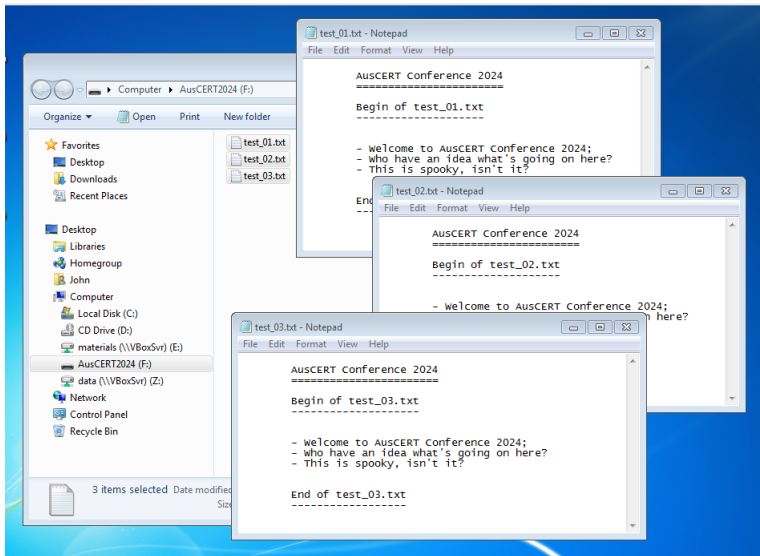 Computer ▸ AusCERT2024 (F:)
Organize ▾ Open Print New folder
Favorites
Desktop
Downloads
Recent Places
Desktop
Libraries
Homegroup
John
Computer
Local Disk (C:)
CD Drive (D:)
materials (\\VBoxSvr) (E:)
AusCERT2024 (F:)
data (\\VBoxSvr) (Z:)
Network
Control Panel
Recycle Bin
test_01.txt
test_02.txt
test_03.txt
3 items selected Date modified
Size
test_01.txt - Notepad
File Edit Format View Help
AusCERT Conference 2024
=======================
Begin of test_01.txt
--------------------
- Welcome to AusCERT Conference 2024;
- Who have an idea what's going on here?
- This is spooky, isn't it?
End
---
test_02.txt - Notepad
File Edit Format View Help
AusCERT Conference 2024
=======================
Begin of test_02.txt
--------------------
- Welcome to AusCERT Conference 2024;
here?
test_03.txt - Notepad
File Edit Format View Help
AusCERT Conference 2024
=======================
Begin of test_03.txt
--------------------
- Welcome to AusCERT Conference 2024;
- Who have an idea what's going on here?
- This is spooky, isn't it?
End of test_03.txt
------------------